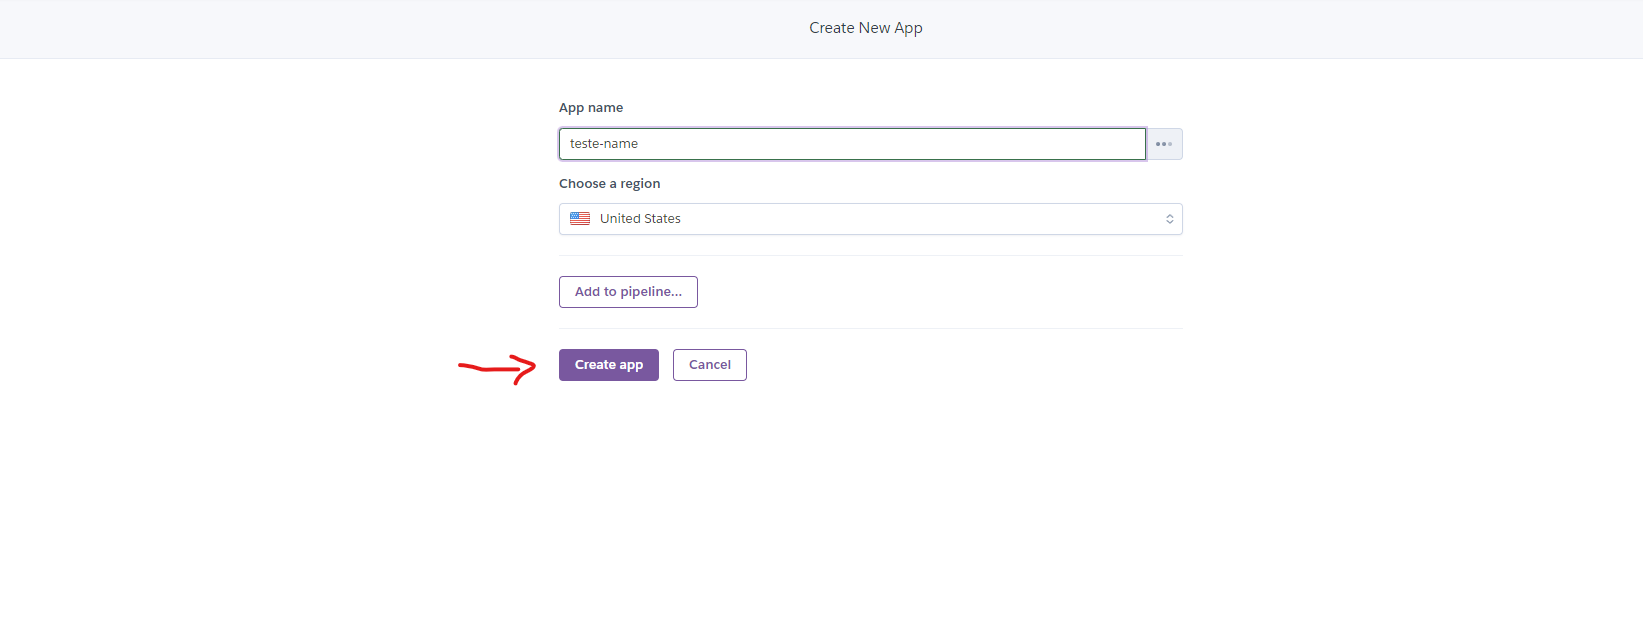 Create New App
App name
teste-name
Choose a region
United States
Add to pipeline...
Create app Cancel